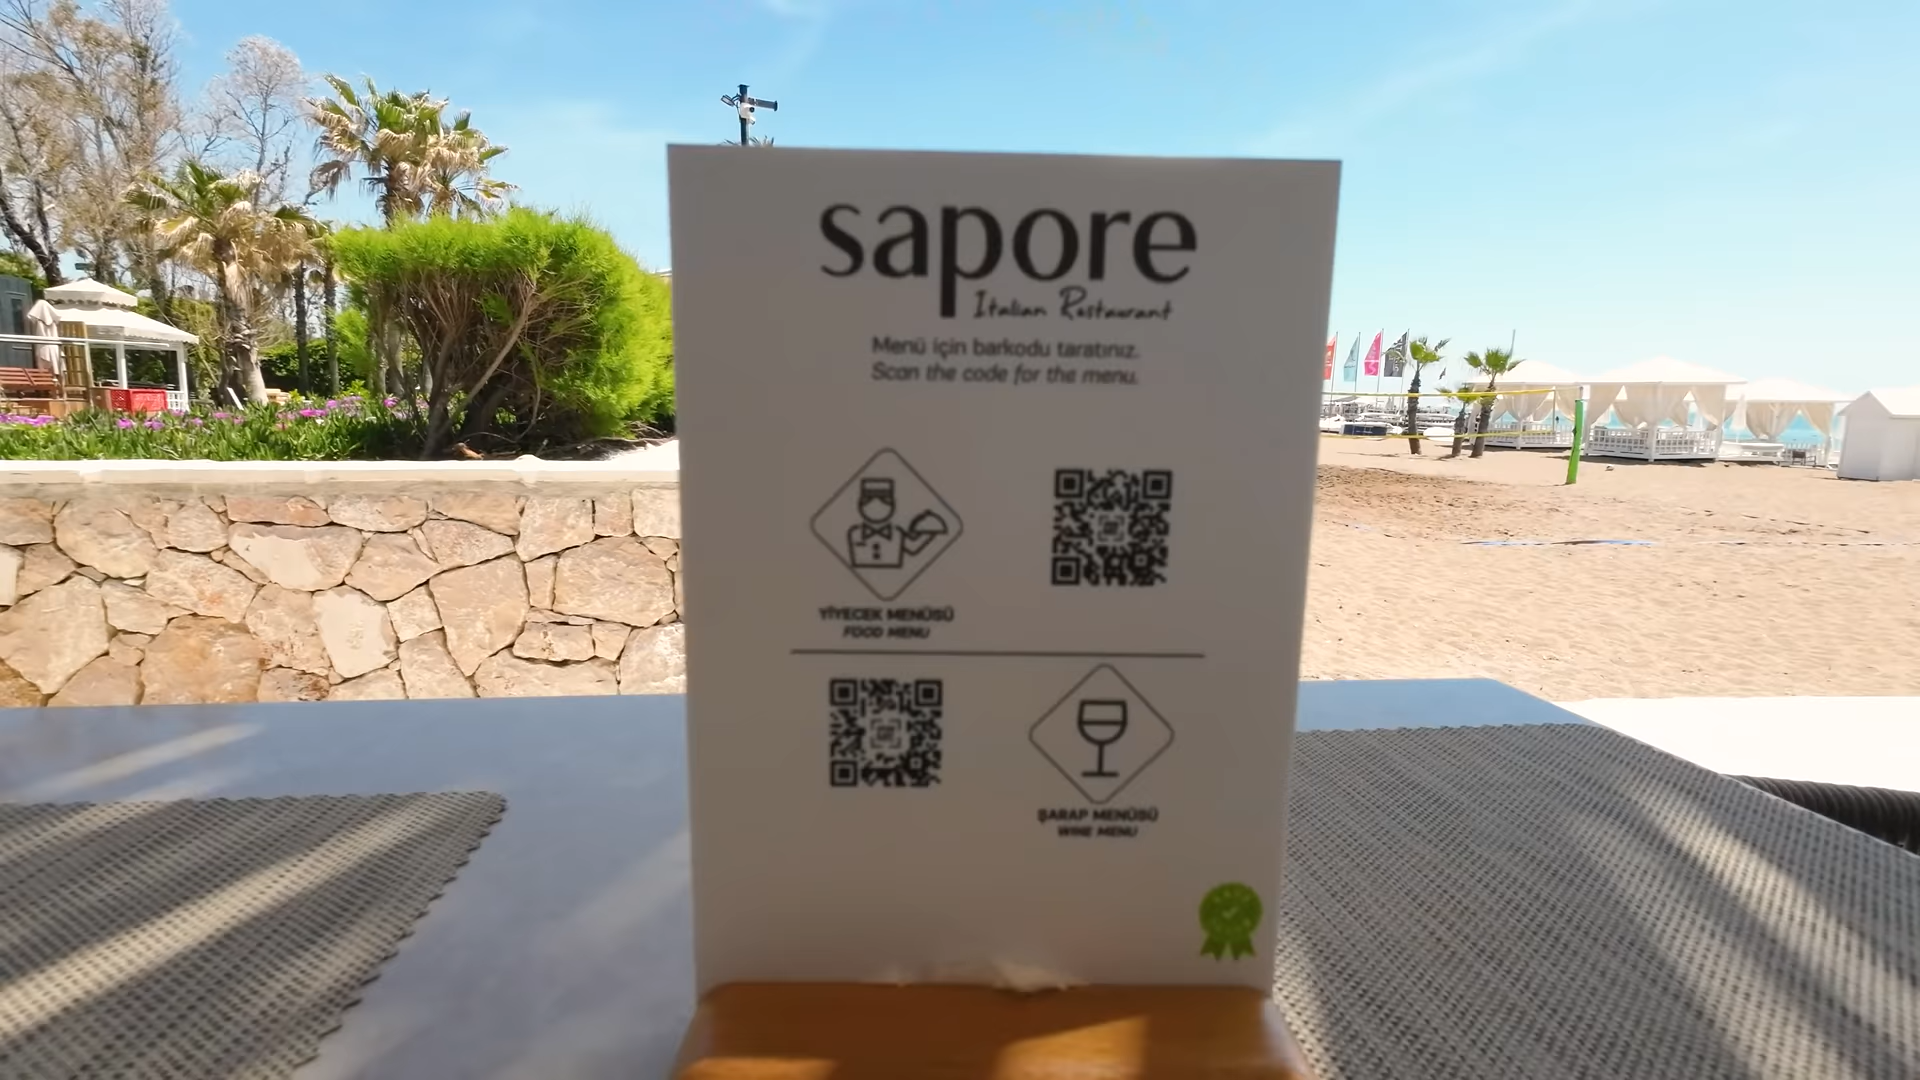 sapore
Italian Restaurant
Menü için barkodu taratınız.
Scan the code for the menu.
YİYECEK MENÜSÜ
FOOD MENU
ŞARAP MENÜSÜ
WINE MENU